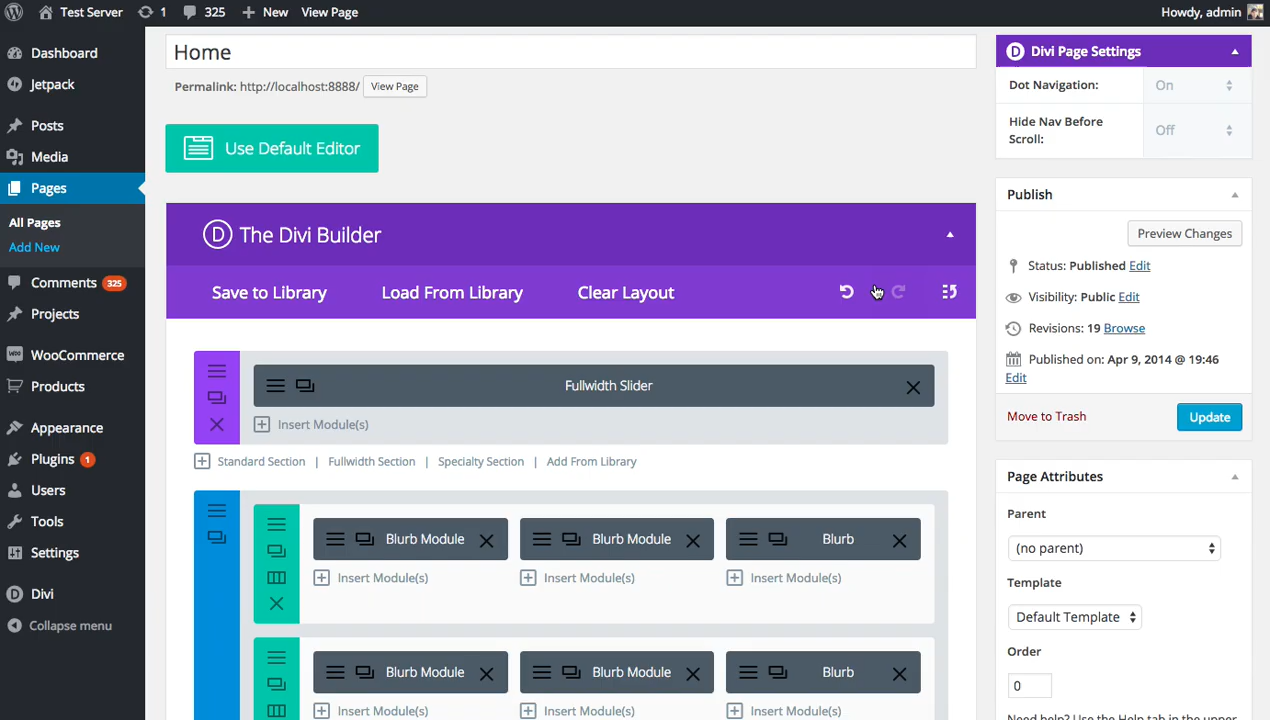 Test Server 1 325 New View Page Howdy, admin
Dashboard
Jetpack
Posts
Media
Pages
All Pages
Add New
Comments 325
Projects
WooCommerce
Products
Appearance
Plugins 1
Users
Tools
Settings
Divi
Collapse menu
Home
Permalink: http://localhost:8888/ View Page
Use Default Editor
The Divi Builder
Save to Library Load From Library Clear Layout
Fullwidth Slider
Insert Module(s)
Standard Section | Fullwidth Section | Specialty Section | Add From Library
Blurb Module Blurb Module Blurb
Insert Module(s) Insert Module(s) Insert Module(s)
Blurb Module Blurb Module Blurb
Insert Module(s) Insert Module(s) Insert Module(s)
Divi Page Settings
Dot Navigation: On
Hide Nav Before
Scroll:
Off
Publish
Preview Changes
Status: Published Edit
Visibility: Public Edit
Revisions: 19 Browse
Published on: Apr 9, 2014 @ 19:46
Edit
Move to Trash Update
Page Attributes
Parent
(no parent)
Template
Default Template
Order
0
Need help? Use the Help tab in the upper